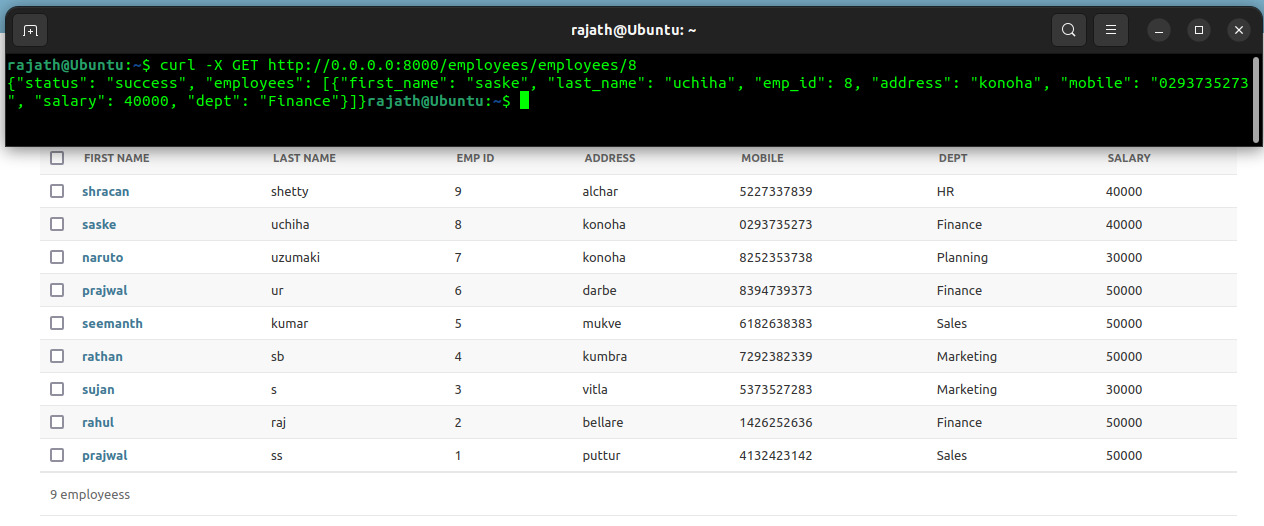 rajath@Ubuntu: ~
rajath@Ubuntu:~$ curl -X GET http://0.0.0.0:8000/employees/employees/8
{"status": "success", "employees": [{"first_name": "saske", "last_name": "uchiha", "emp_id": 8, "address": "konoha", "mobile": "0293735273
", "salary": 40000, "dept": "Finance"}]}rajath@Ubuntu:~$
FIRST NAME LAST NAME EMP ID ADDRESS MOBILE DEPT SALARY
shracan shetty 9 alchar 5227337839 HR 40000
saske uchiha 8 konoha 0293735273 Finance 40000
naruto uzumaki 7 konoha 8252353738 Planning 30000
prajwal ur 6 darbe 8394739373 Finance 50000
seemanth kumar 5 mukve 6182638383 Sales 50000
rathan sb 4 kumbra 7292382339 Marketing 50000
sujan s 3 vitla 5373527283 Marketing 30000
rahul raj 2 bellare 1426252636 Finance 50000
prajwal ss 1 puttur 4132423142 Sales 50000
9 employeess